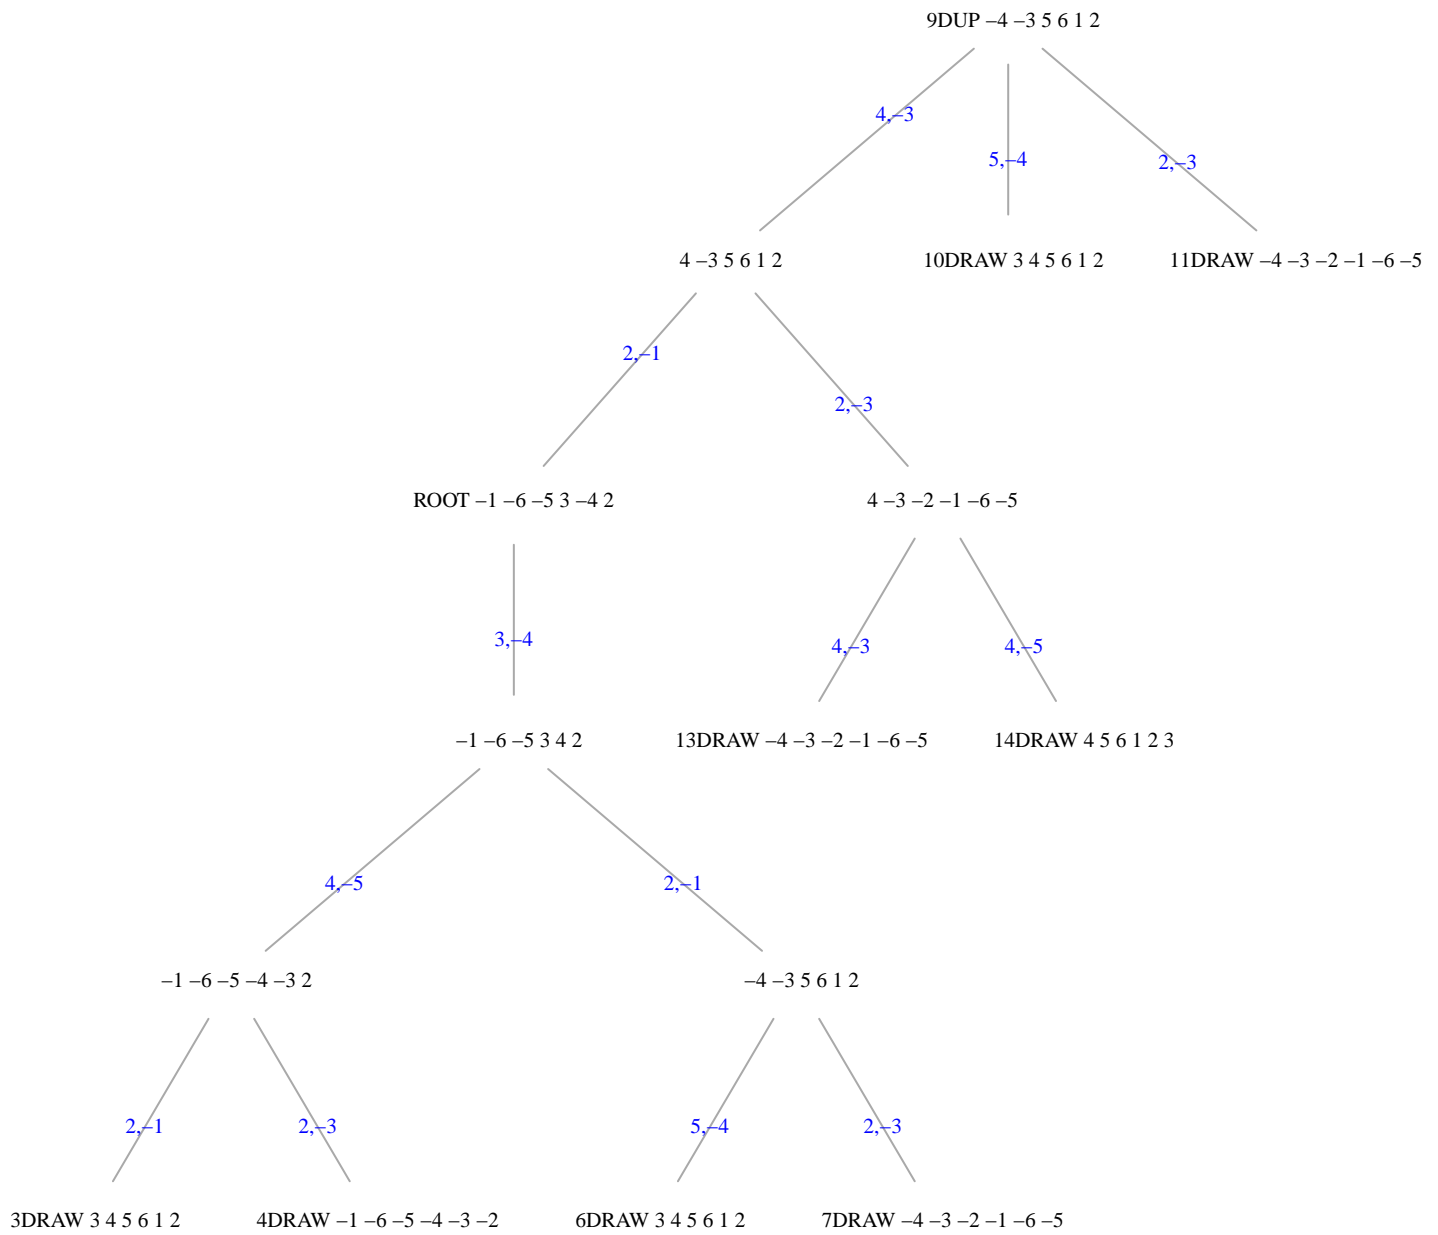 9DUP –4 –3 5 6 1 2
4,–3
5,–4
2,–3
4 –3 5 6 1 2
10DRAW 3 4 5 6 1 2
11DRAW –4 –3 –2 –1 –6 –5
2,–1
2,–3
ROOT –1 –6 –5 3 –4 2
4 –3 –2 –1 –6 –5
3,–4
4,–3
4,–5
–1 –6 –5 3 4 2
13DRAW –4 –3 –2 –1 –6 –5
14DRAW 4 5 6 1 2 3
4,–5
2,–1
–1 –6 –5 –4 –3 2
–4 –3 5 6 1 2
2,–1
2,–3
5,–4
2,–3
3DRAW 3 4 5 6 1 2
4DRAW –1 –6 –5 –4 –3 –2
6DRAW 3 4 5 6 1 2
7DRAW –4 –3 –2 –1 –6 –5